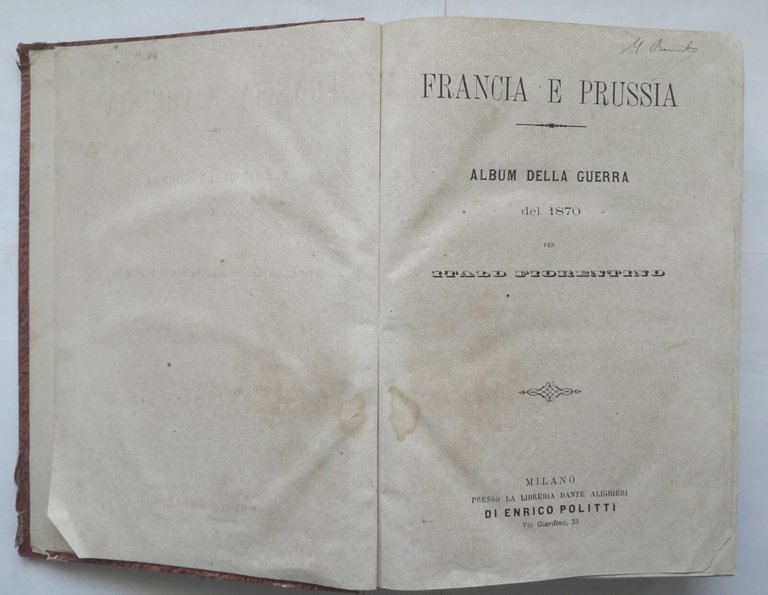 FRANCIA E PRUSSIA
ALBUM DELLA GUERRA
del 1870
PER
ITALO FIORENTINO
MILANO
PRESSO LA LIBRERIA DANTE ALIGHIERI
DI ENRICO POLITTI
Via Giardino, 33